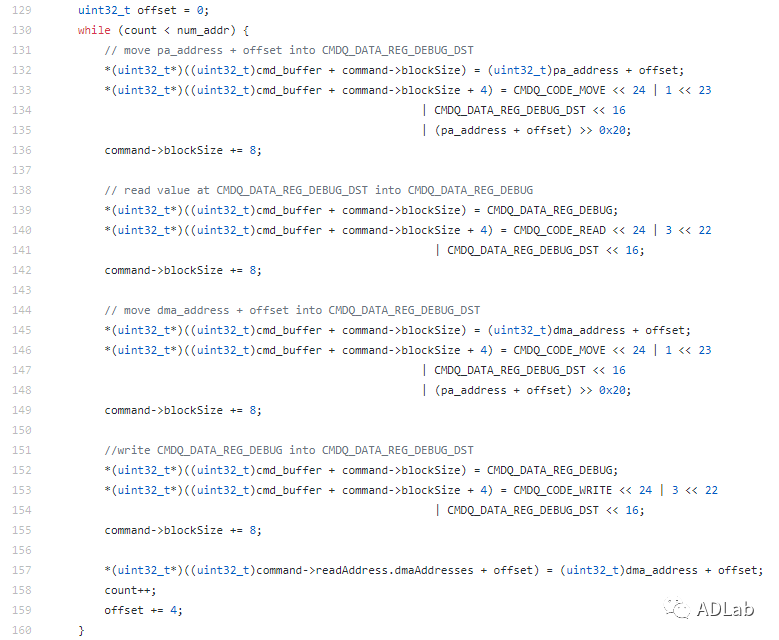 129 uint32_t offset = 0;
130 while (count < num_addr) {
131 // move pa_address + offset into CMDQ_DATA_REG_DEBUG_DST
132 *(uint32_t*)((uint32_t)cmd_buffer + command->blockSize) = (uint32_t)pa_address + offset;
133 *(uint32_t*)((uint32_t)cmd_buffer + command->blockSize + 4) = CMDQ_CODE_MOVE << 24 | 1 << 23
134 | CMDQ_DATA_REG_DEBUG_DST << 16
135 | (pa_address + offset) >> 0x20;
136 command->blockSize += 8;
137
138 // read value at CMDQ_DATA_REG_DEBUG_DST into CMDQ_DATA_REG_DEBUG
139 *(uint32_t*)((uint32_t)cmd_buffer + command->blockSize) = CMDQ_DATA_REG_DEBUG;
140 *(uint32_t*)((uint32_t)cmd_buffer + command->blockSize + 4) = CMDQ_CODE_READ << 24 | 3 << 22
141 | CMDQ_DATA_REG_DEBUG_DST << 16;
142 command->blockSize += 8;
143
144 // move dma_address + offset into CMDQ_DATA_REG_DEBUG_DST
145 *(uint32_t*)((uint32_t)cmd_buffer + command->blockSize) = (uint32_t)dma_address + offset;
146 *(uint32_t*)((uint32_t)cmd_buffer + command->blockSize + 4) = CMDQ_CODE_MOVE << 24 | 1 << 23
147 | CMDQ_DATA_REG_DEBUG_DST << 16
148 | (pa_address + offset) >> 0x20;
149 command->blockSize += 8;
150
151 //write CMDQ_DATA_REG_DEBUG into CMDQ_DATA_REG_DEBUG_DST
152 *(uint32_t*)((uint32_t)cmd_buffer + command->blockSize) = CMDQ_DATA_REG_DEBUG;
153 *(uint32_t*)((uint32_t)cmd_buffer + command->blockSize + 4) = CMDQ_CODE_WRITE << 24 | 3 << 22
154 | CMDQ_DATA_REG_DEBUG_DST << 16;
155 command->blockSize += 8;
156
157 *(uint32_t*)((uint32_t)command->readAddress.dmaAddresses + offset) = (uint32_t)dma_address + offset;
158 count++;
159 offset += 4;
160 }
ADLab